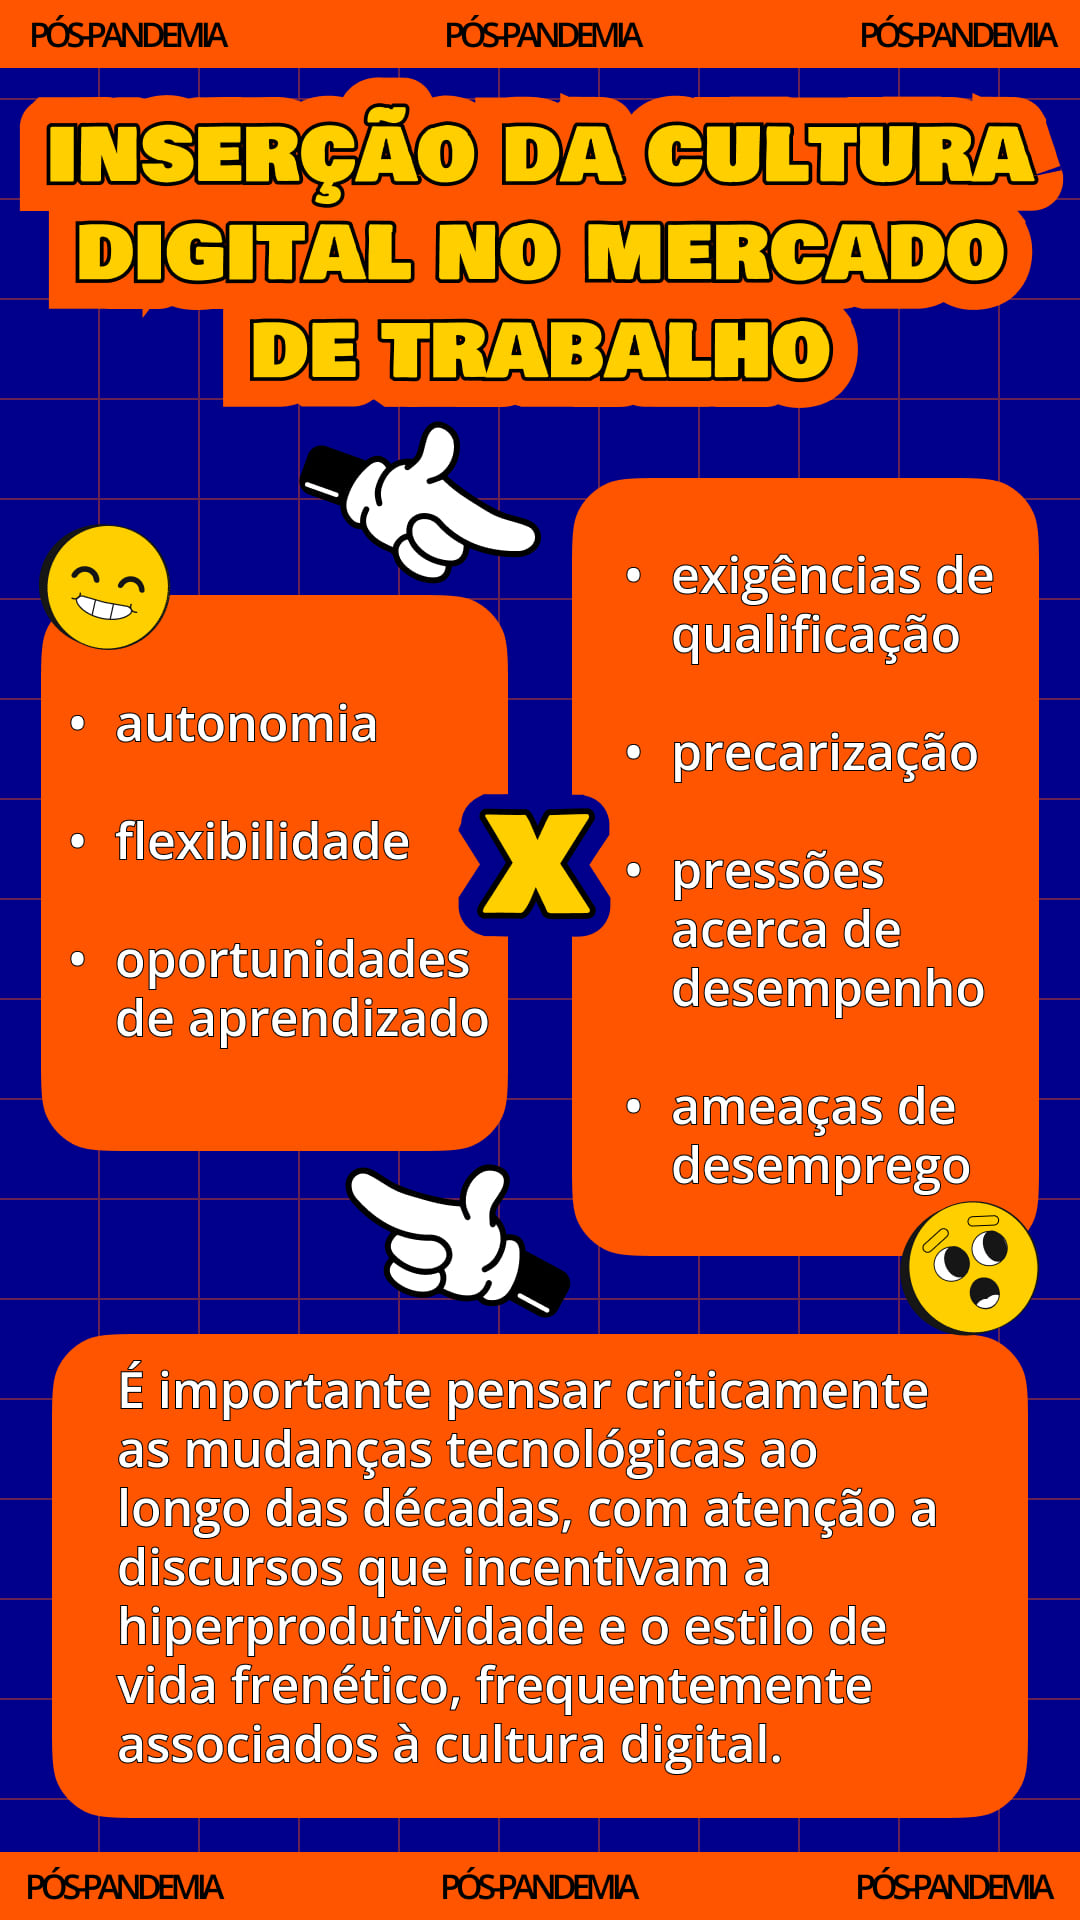 PÓS-PANDEMIA PÓS-PANDEMIA PÓS-PANDEMIA
INSERÇÃO DA CULTURA
DIGITAL NO MERCADO
DE TRABALHO
• autonomia
• flexibilidade
• oportunidades
de aprendizado
X
• exigências de
qualificação
• precarização
• pressões
acerca de
desempenho
• ameaças de
desemprego
É importante pensar criticamente
as mudanças tecnológicas ao
longo das décadas, com atenção a
discursos que incentivam a
hiperprodutividade e o estilo de
vida frenético, frequentemente
associados à cultura digital.
PÓS-PANDEMIA PÓS-PANDEMIA PÓS-PANDEMIA